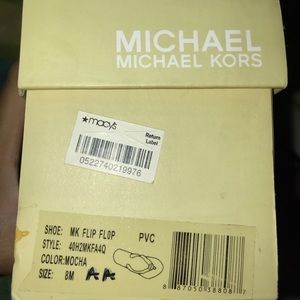 MICHAEL
MICHAEL KORS
★macy's
Return
Label
0522740219976
SHOE: MK FLIP FLOP PVC
STYLE: 40H2MKFA4Q
COLOR:MOCHA
SIZE: 8M